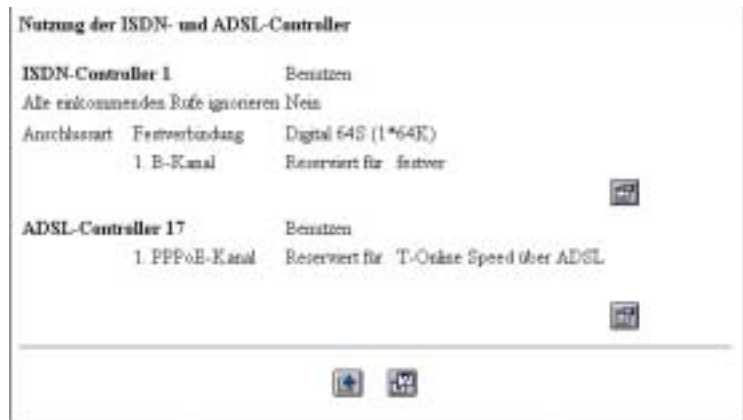 Nutzung der ISDN- und ADSL-Controller
ISDN-Controller 1 Benutzen
Alle einkommenden Rufe ignorieren Nein
Anschlussart Festverbindung Digital 64S (1*64K)
1. B-Kanal Reserviert für festver
ADSL-Controller 17 Benutzen
1. PPPoE-Kanal Reserviert für T-Online Speed über ADSL